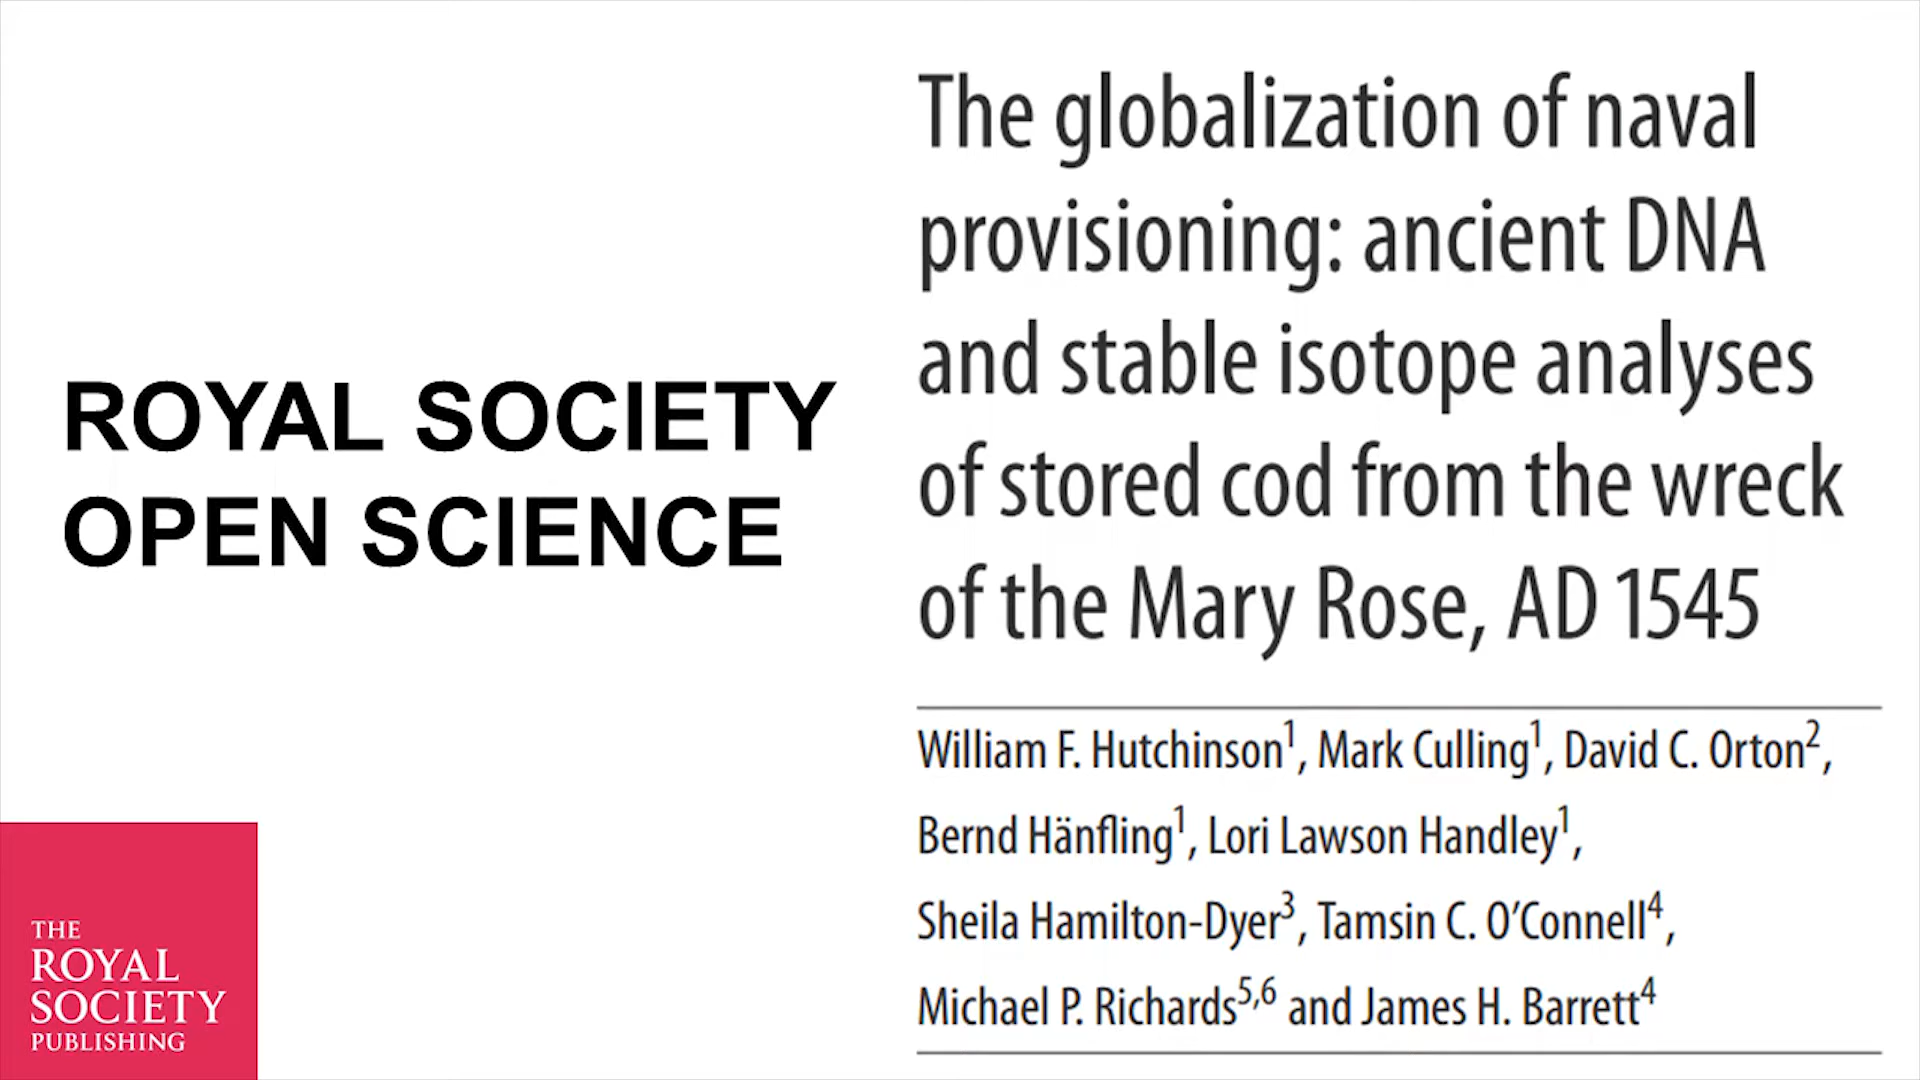 ROYAL SOCIETY
OPEN SCIENCE
The globalization of naval
provisioning: ancient DNA
and stable isotope analyses
of stored cod from the wreck
of the Mary Rose, AD 1545
William F. Hutchinson¹, Mark Culling¹, David C. Orton²,
Bernd Hänfling¹, Lori Lawson Handley¹,
Sheila Hamilton-Dyer³, Tamsin C. O’Connell⁴,
Michael P. Richards⁵,⁶ and James H. Barrett⁴
THE
ROYAL
SOCIETY
PUBLISHING